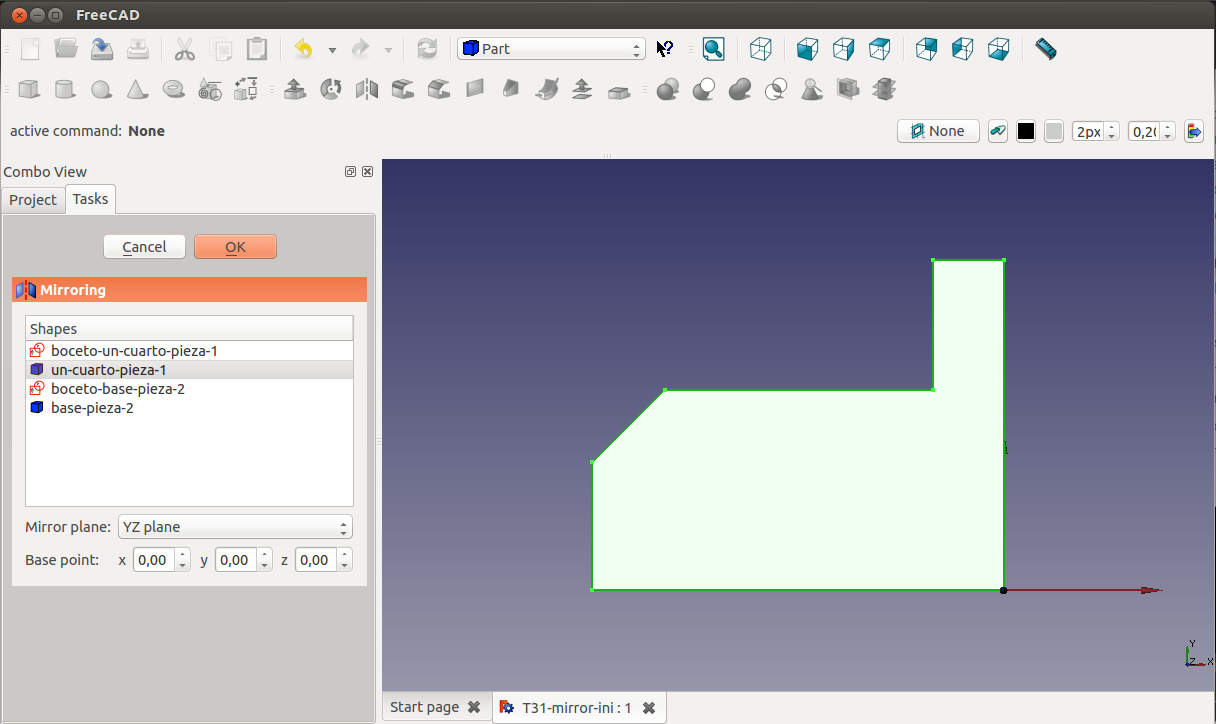 FreeCAD
Part
active command: None
None
2px
0,20
Combo View
Project
Tasks
Cancel
OK
Mirroring
Shapes
boceto-un-cuarto-pieza-1
un-cuarto-pieza-1
boceto-base-pieza-2
base-pieza-2
Mirror plane: YZ plane
Base point: x 0,00 y 0,00 z 0,00
Y
Z X
Start page
T31-mirror-ini : 1